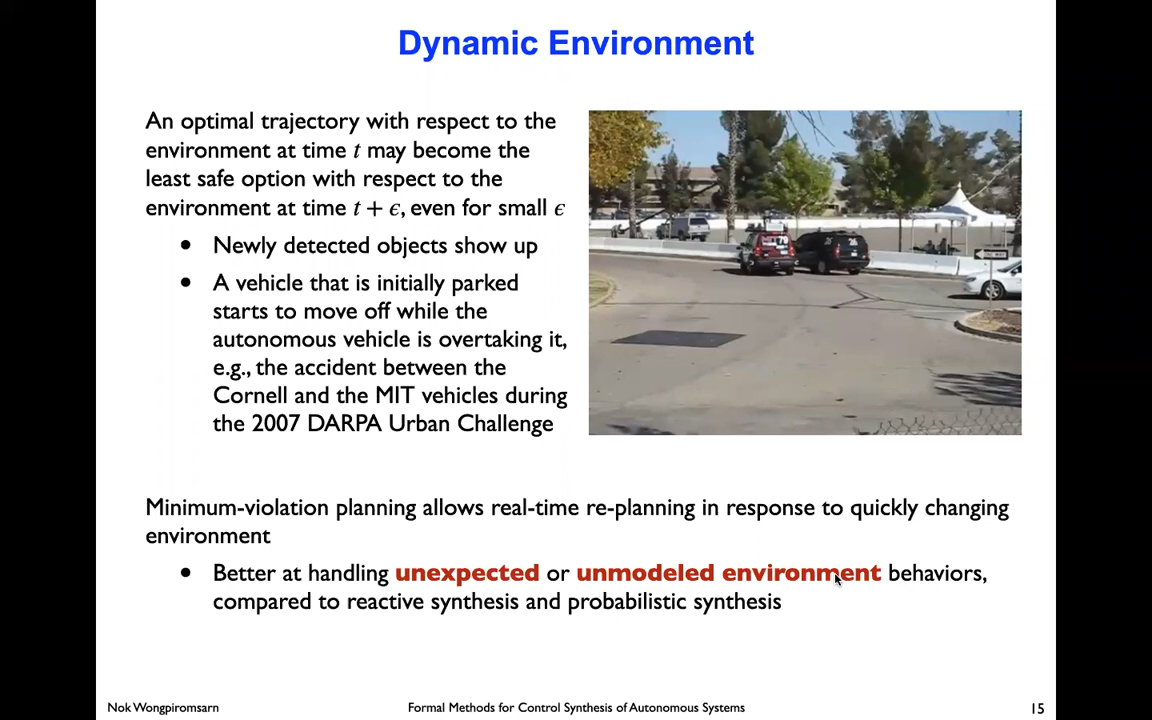 Dynamic Environment
An optimal trajectory with respect to the
environment at time t may become the
least safe option with respect to the
environment at time t + ϵ, even for small ϵ
• Newly detected objects show up
• A vehicle that is initially parked
starts to move off while the
autonomous vehicle is overtaking it,
e.g., the accident between the
Cornell and the MIT vehicles during
the 2007 DARPA Urban Challenge
Minimum-violation planning allows real-time re-planning in response to quickly changing
environment
• Better at handling unexpected or unmodeled environment behaviors,
compared to reactive synthesis and probabilistic synthesis
Nok Wongpiromsarn
Formal Methods for Control Synthesis of Autonomous Systems
15